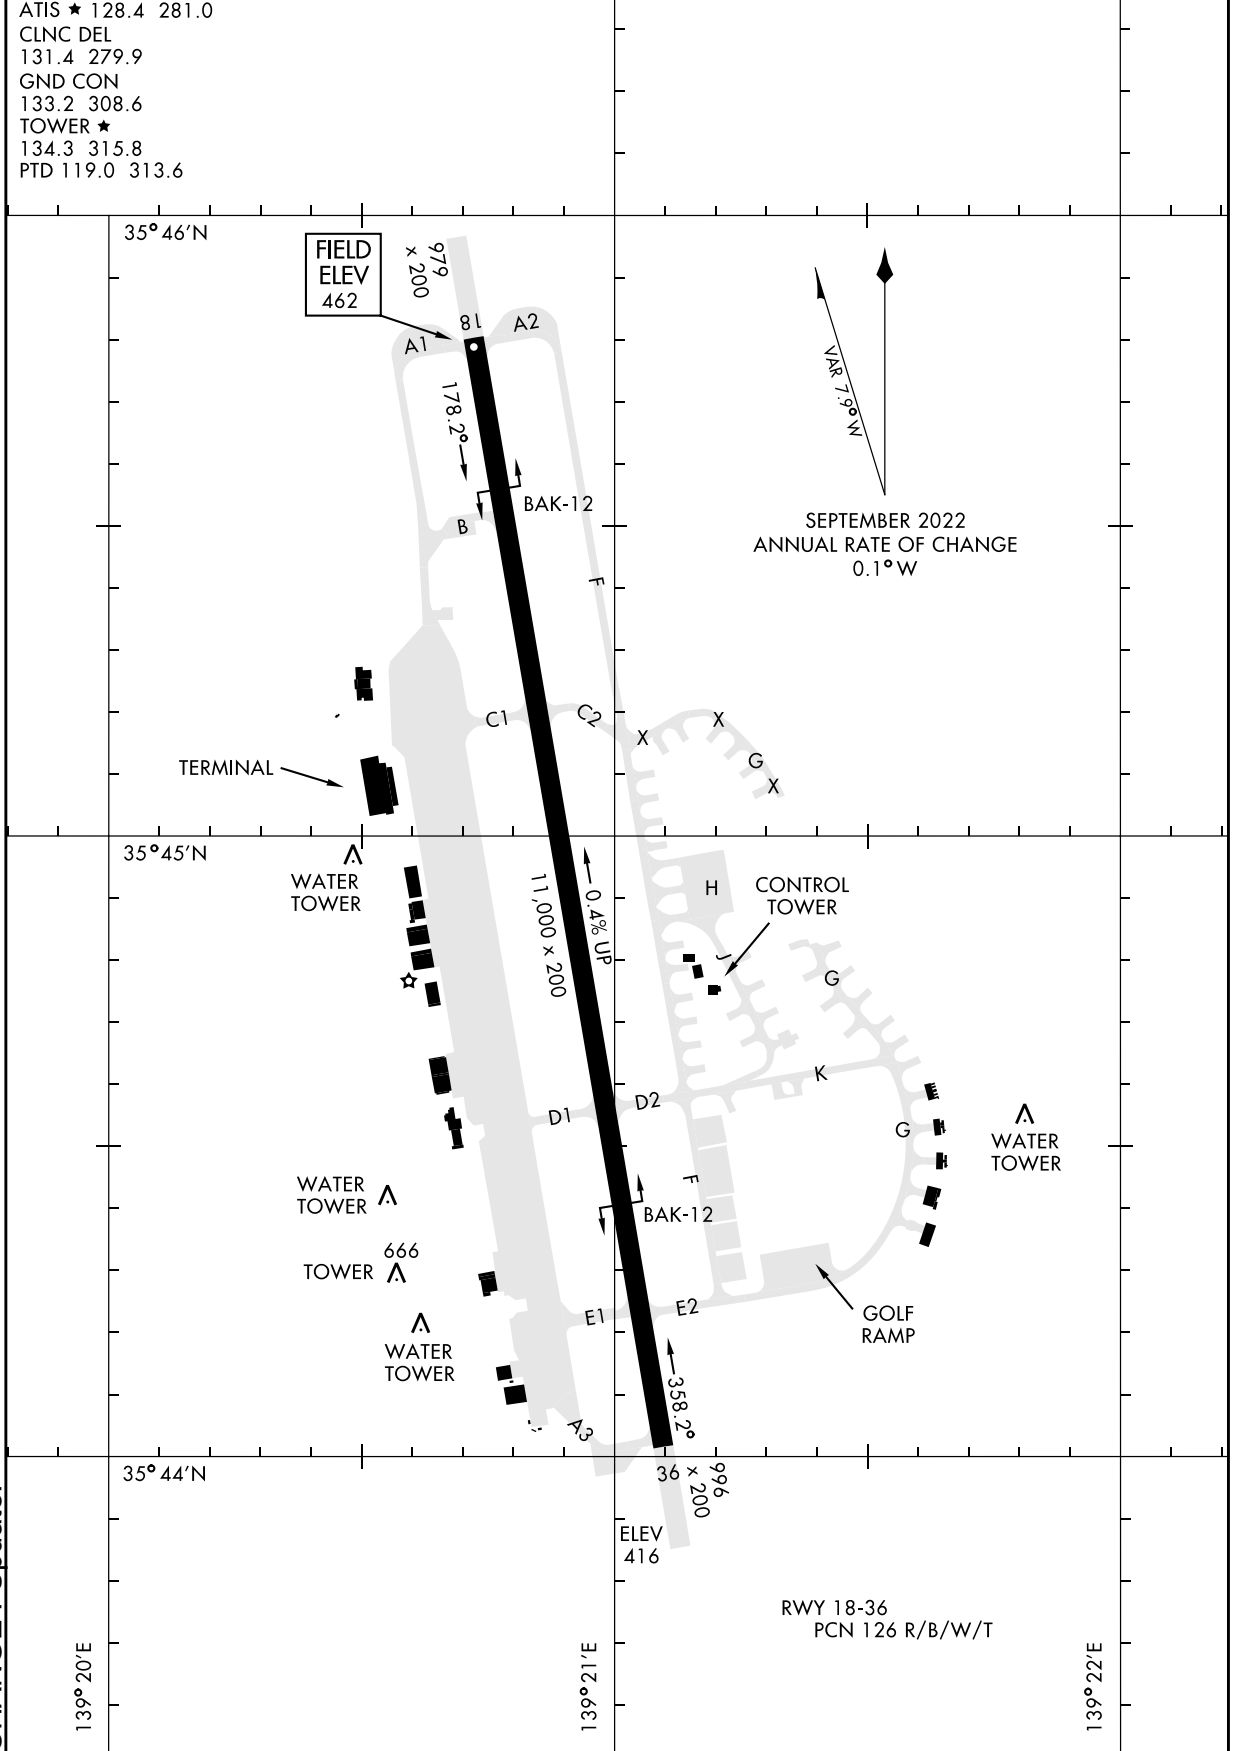 ATIS ★ 128.4 281.0
CLNC DEL
131.4 279.9
GND CON
133.2 308.6
TOWER ★
134.3 315.8
PTD 119.0 313.6
35°46'N
FIELD
ELEV
462
979
x 200
18
A1
A2
178.2°
VAR 7.9° W
BAK-12
B
SEPTEMBER 2022
ANNUAL RATE OF CHANGE
0.1° W
F
C1
C2
X
X
G
X
TERMINAL
35°45'N
WATER
TOWER
11,000 x 200
0.4% UP
H
CONTROL
TOWER
J
G
K
D1
D2
G
WATER
TOWER
WATER
TOWER
F
BAK-12
666
TOWER
E1
E2
GOLF
RAMP
WATER
TOWER
358.2°
A3
35°44'N
36
996
x 200
ELEV
416
RWY 18-36
PCN 126 R/B/W/T
139°20'E
139°21'E
139°22'E